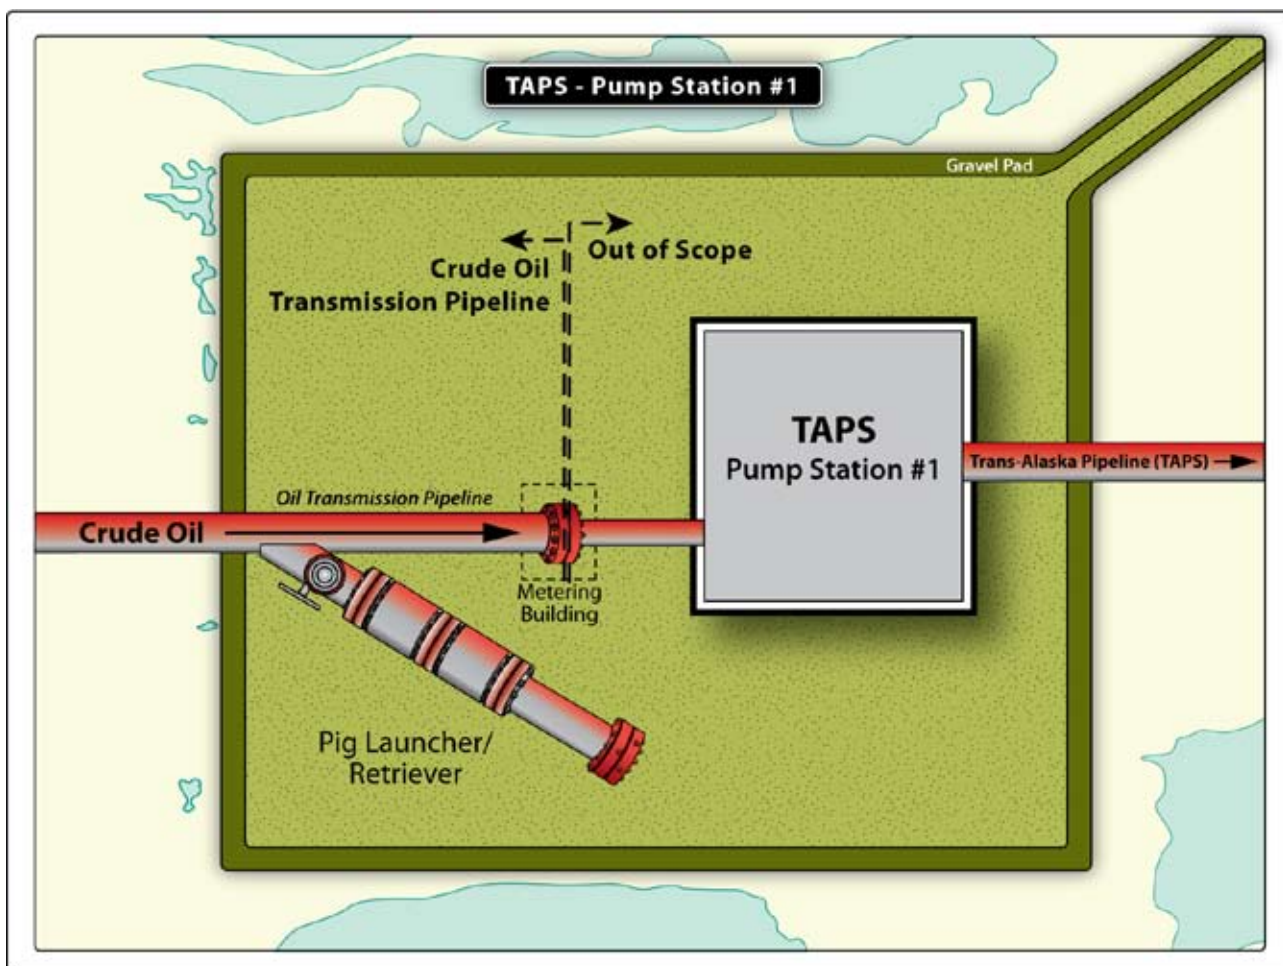 TAPS - Pump Station #1
Gravel Pad
Out of Scope
Crude Oil
Transmission Pipeline
TAPS
Pump Station #1
Trans-Alaska Pipeline (TAPS)
Oil Transmission Pipeline
Crude Oil
Metering
Building
Pig Launcher/
Retriever